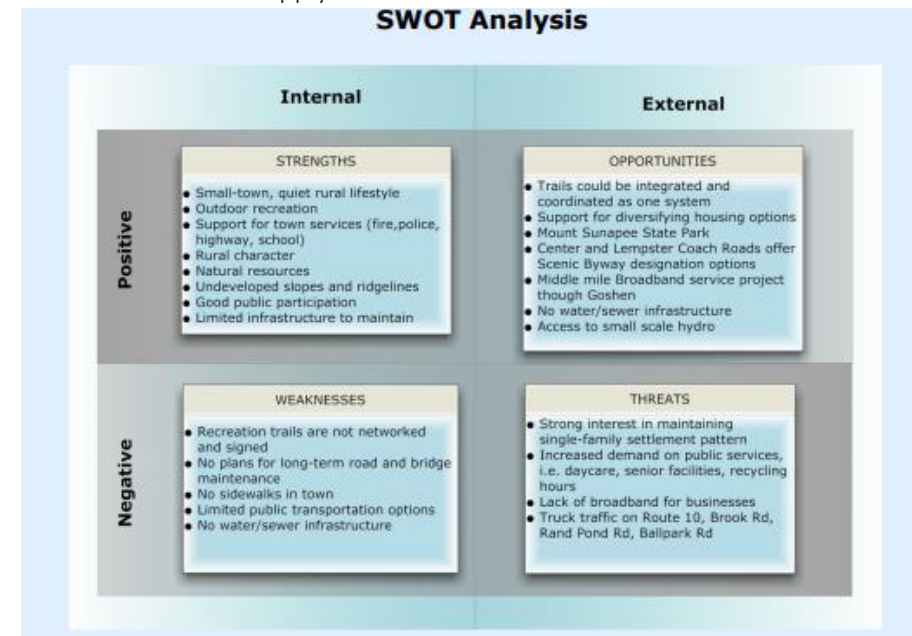 SWOT Analysis
Internal
External
Positive
STRENGTHS
● Small-town, quiet rural lifestyle
● Outdoor recreation
● Support for town services (fire,police,
highway, school)
● Rural character
● Natural resources
● Undeveloped slopes and ridgelines
● Good public participation
● Limited infrastructure to maintain
OPPORTUNITIES
● Trails could be integrated and
coordinated as one system
● Support for diversifying housing options
● Mount Sunapee State Park
● Center and Lempster Coach Roads offer
Scenic Byway designation options
● Middle mile Broadband service project
though Goshen
● No water/sewer infrastructure
● Access to small scale hydro
Negative
WEAKNESSES
● Recreation trails are not networked
and signed
● No plans for long-term road and bridge
maintenance
● No sidewalks in town
● Limited public transportation options
● No water/sewer infrastructure
THREATS
● Strong interest in maintaining
single-family settlement pattern
● Increased demand on public services,
i.e. daycare, senior facilities, recycling
hours
● Lack of broadband for businesses
● Truck traffic on Route 10, Brook Rd,
Rand Pond Rd, Ballpark Rd